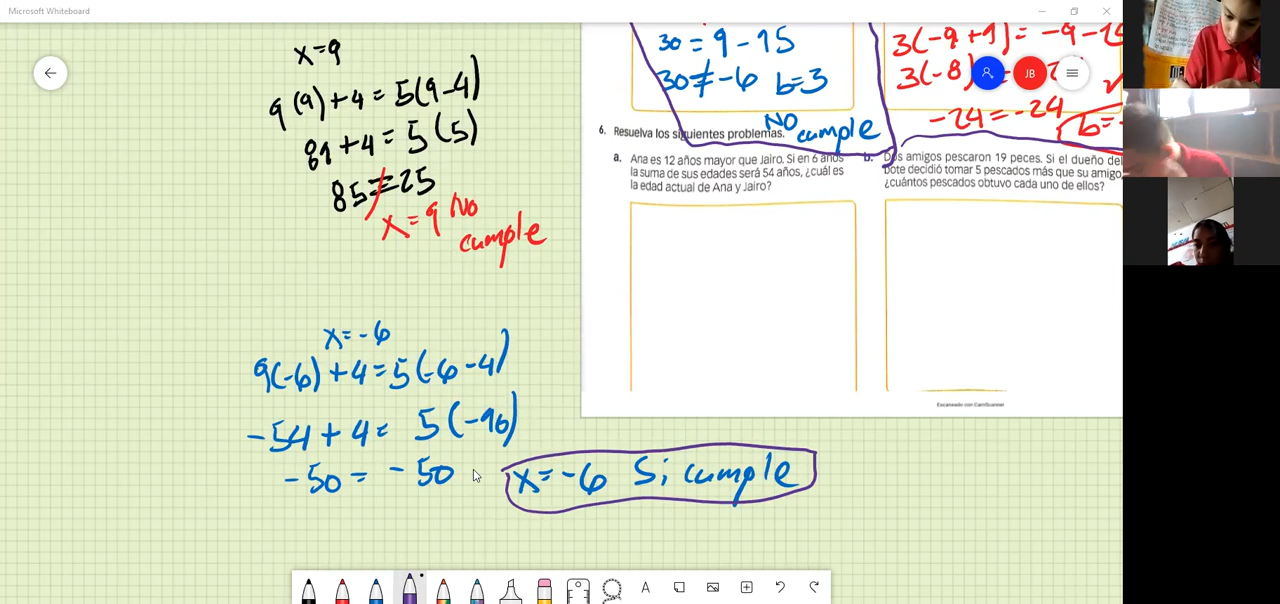 Microsoft Whiteboard
x=9
9(9)+4=5(9-4)
81+4=5(5)
85≠25
x=9 No
cumple
x=-6
9(-6)+4=5(-6-4)
-54+4=5(-10)
-50=-50
x=-6 Si cumple
30=9-15
30≠-6 b=3
NO
cumple
3(-9+1)=-9-15
3(-8)
-24=-24
b=-
JB
6. Resuelva los siguientes problemas.
a. Ana es 12 años mayor que Jairo. Si en 6 años
la suma de sus edades será 54 años, ¿cuál es
la edad actual de Ana y Jairo?
b. Dos amigos pescaron 19 peces. Si el dueño del
bote decidió tomar 5 pescados más que su amigo,
¿cuántos pescados obtuvo cada uno de ellos?
Escaneado con CamScanner
A